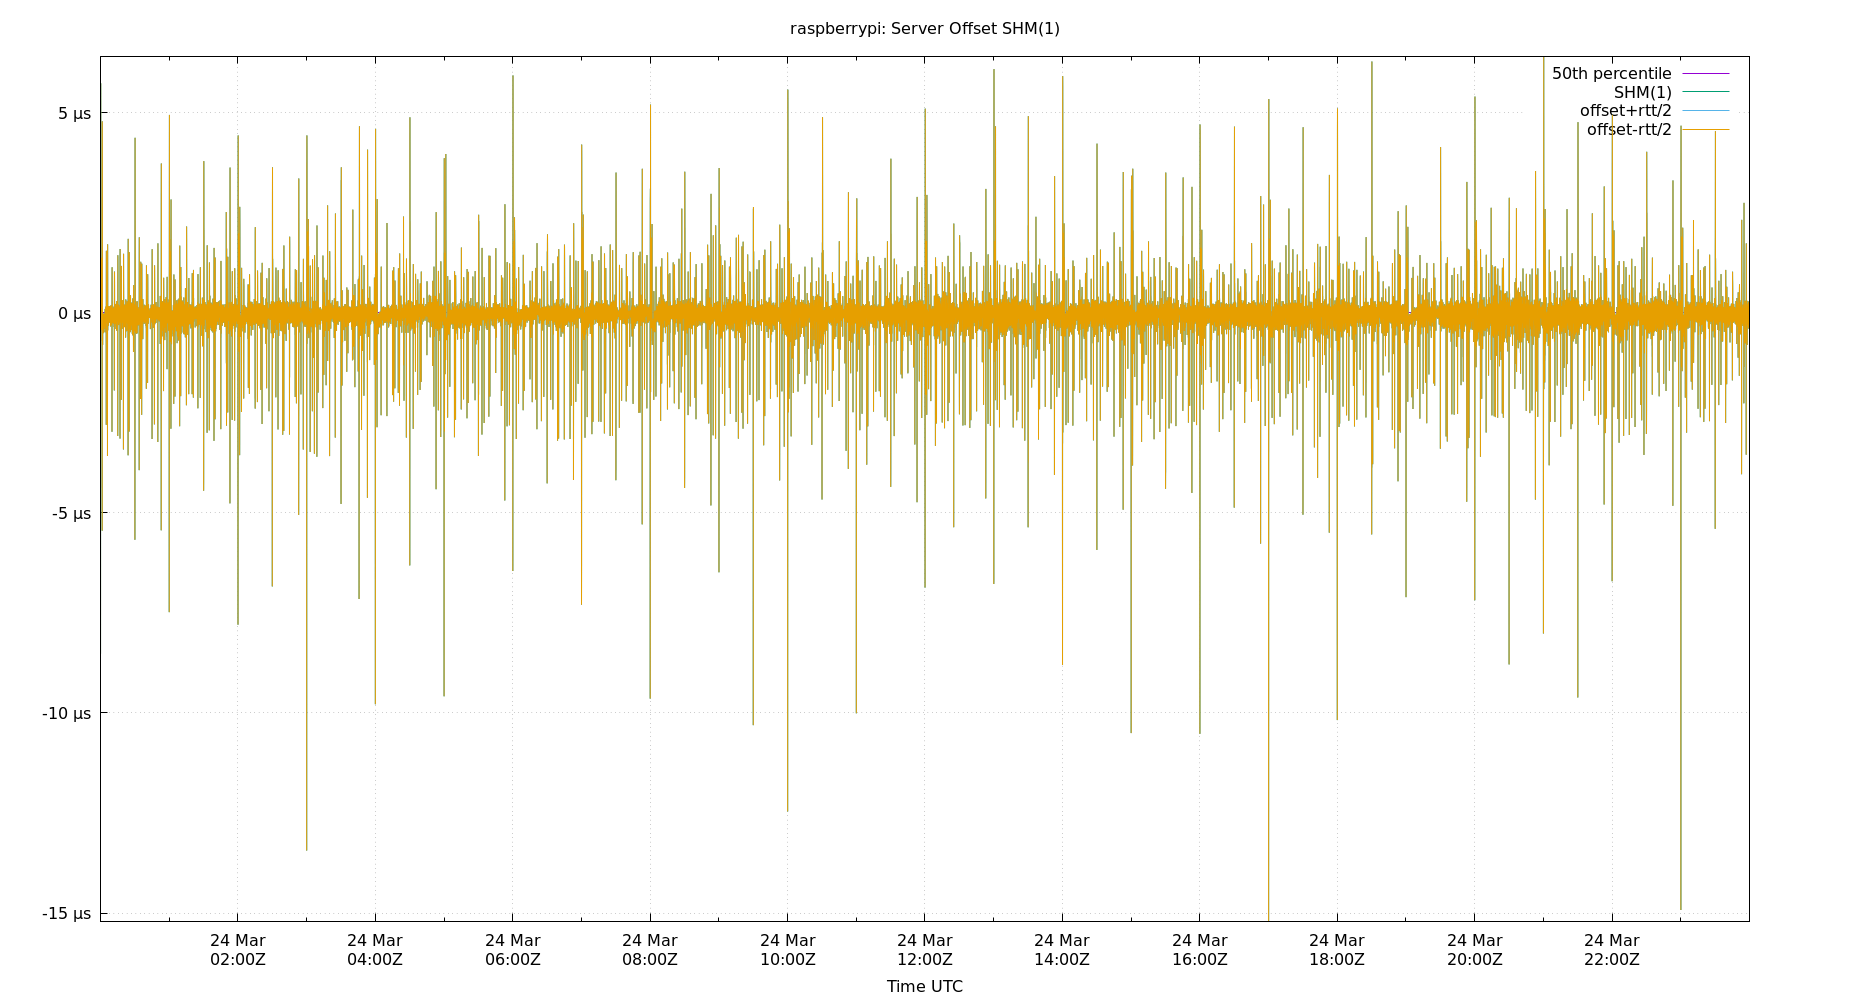 raspberrypi: Server Offset SHM(1)
50th percentile
SHM(1)
offset+rtt/2
offset-rtt/2
5 µs
0 µs
-5 µs
-10 µs
-15 µs
24 Mar 24 Mar 24 Mar 24 Mar 24 Mar 24 Mar 24 Mar 24 Mar 24 Mar 24 Mar 24 Mar
02:00Z 04:00Z 06:00Z 08:00Z 10:00Z 12:00Z 14:00Z 16:00Z 18:00Z 20:00Z 22:00Z
Time UTC